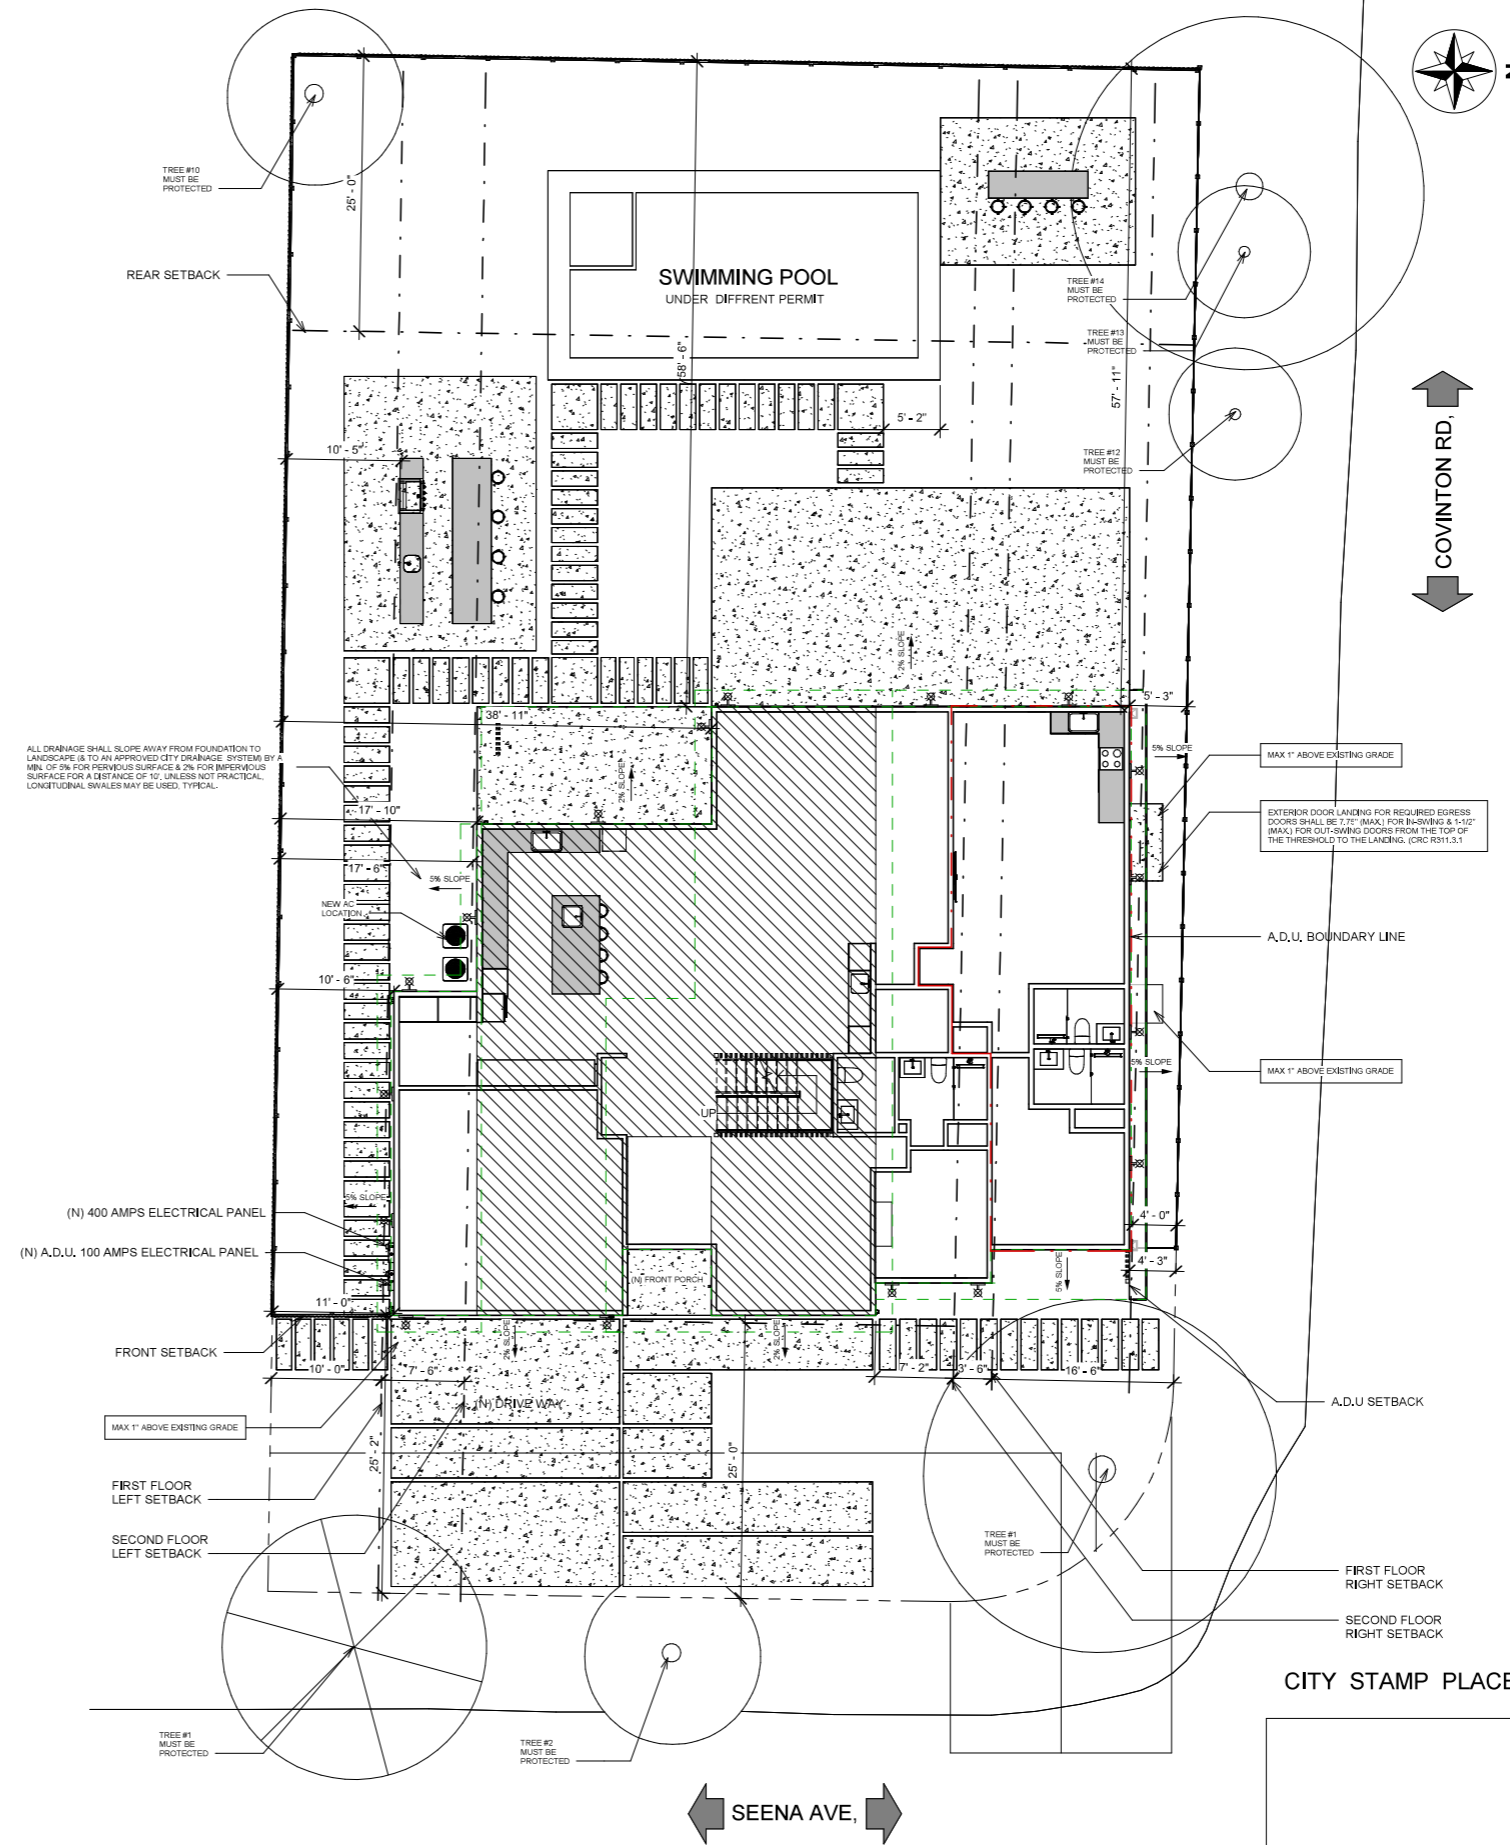 N
TREE #10
MUST BE
PROTECTED
25' - 0"
REAR SETBACK
SWIMMING POOL
UNDER DIFFRENT PERMIT
58' - 6"
57' - 11"
TREE #14
MUST BE
PROTECTED
TREE #13
MUST BE
PROTECTED
TREE #12
MUST BE
PROTECTED
COVINTON RD,
5' - 2"
10' - 5"
2% SLOPE
5' - 3"
38' - 11"
ALL DRAINAGE SHALL SLOPE AWAY FROM FOUNDATION TO
LANDSCAPE (& TO AN APPROVED CITY DRAINAGE SYSTEM) BY A
MIN. OF 5% FOR PERVIOUS SURFACE & 2% FOR IMPERVIOUS
SURFACE FOR A DISTANCE OF 10', UNLESS NOT PRACTICAL,
LONGITUDINAL SWALES MAY BE USED, TYPICAL.
2% SLOPE
5% SLOPE
MAX 1" ABOVE EXISTING GRADE
17' - 10"
EXTERIOR DOOR LANDING FOR REQUIRED EGRESS
DOORS SHALL BE 7.75" (MAX.) FOR IN-SWING & 1-1/2"
(MAX.) FOR OUT-SWING DOORS FROM THE TOP OF
THE THRESHOLD TO THE LANDING. (CRC R311.3.1
17' - 6"
5% SLOPE
NEW AC
LOCATION
A.D.U. BOUNDARY LINE
10' - 6"
5% SLOPE
MAX 1" ABOVE EXISTING GRADE
UP
5% SLOPE
(N) 400 AMPS ELECTRICAL PANEL
4' - 0"
(N) A.D.U. 100 AMPS ELECTRICAL PANEL
4' - 3"
(N) FRONT PORCH
5% SLOPE
11' - 0"
FRONT SETBACK
2% SLOPE
2% SLOPE
10' - 0"
7' - 6"
7' - 2"
3' - 6"
16' - 6"
(N) DRIVE WAY
A.D.U SETBACK
MAX 1" ABOVE EXISTING GRADE
25' - 2"
25' - 0"
FIRST FLOOR
LEFT SETBACK
SECOND FLOOR
LEFT SETBACK
TREE #1
MUST BE
PROTECTED
FIRST FLOOR
RIGHT SETBACK
SECOND FLOOR
RIGHT SETBACK
CITY STAMP PLACE
TREE #1
MUST BE
PROTECTED
TREE #2
MUST BE
PROTECTED
SEENA AVE,